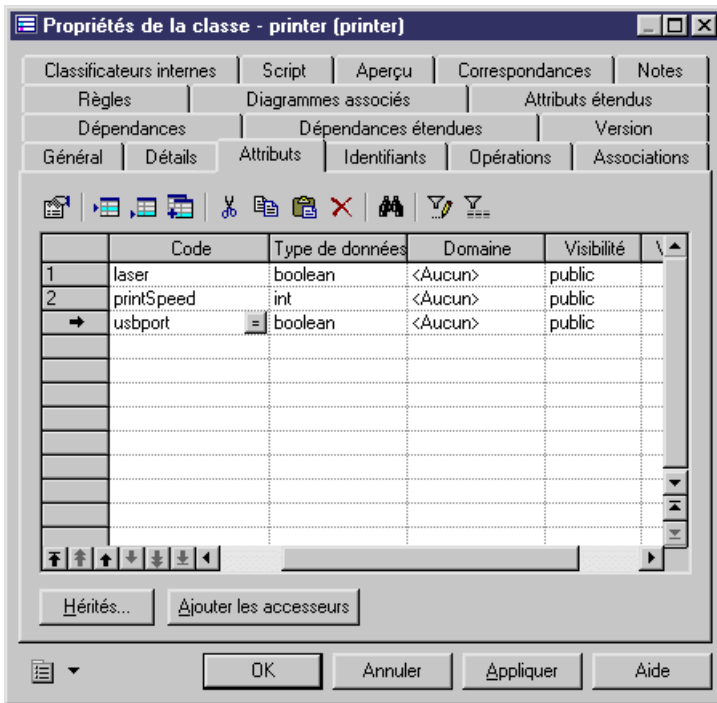 Propriétés de la classe - printer (printer)
Classificateurs internes Script Aperçu Correspondances Notes
Règles Diagrammes associés Attributs étendus
Dépendances Dépendances étendues Version
Général Détails Attributs Identifiants Opérations Associations
Code Type de données Domaine Visibilité
1 laser boolean <Aucun> public
2 printSpeed int <Aucun> public
usbport = boolean <Aucun> public
Hérités... Ajouter les accesseurs
OK Annuler Appliquer Aide